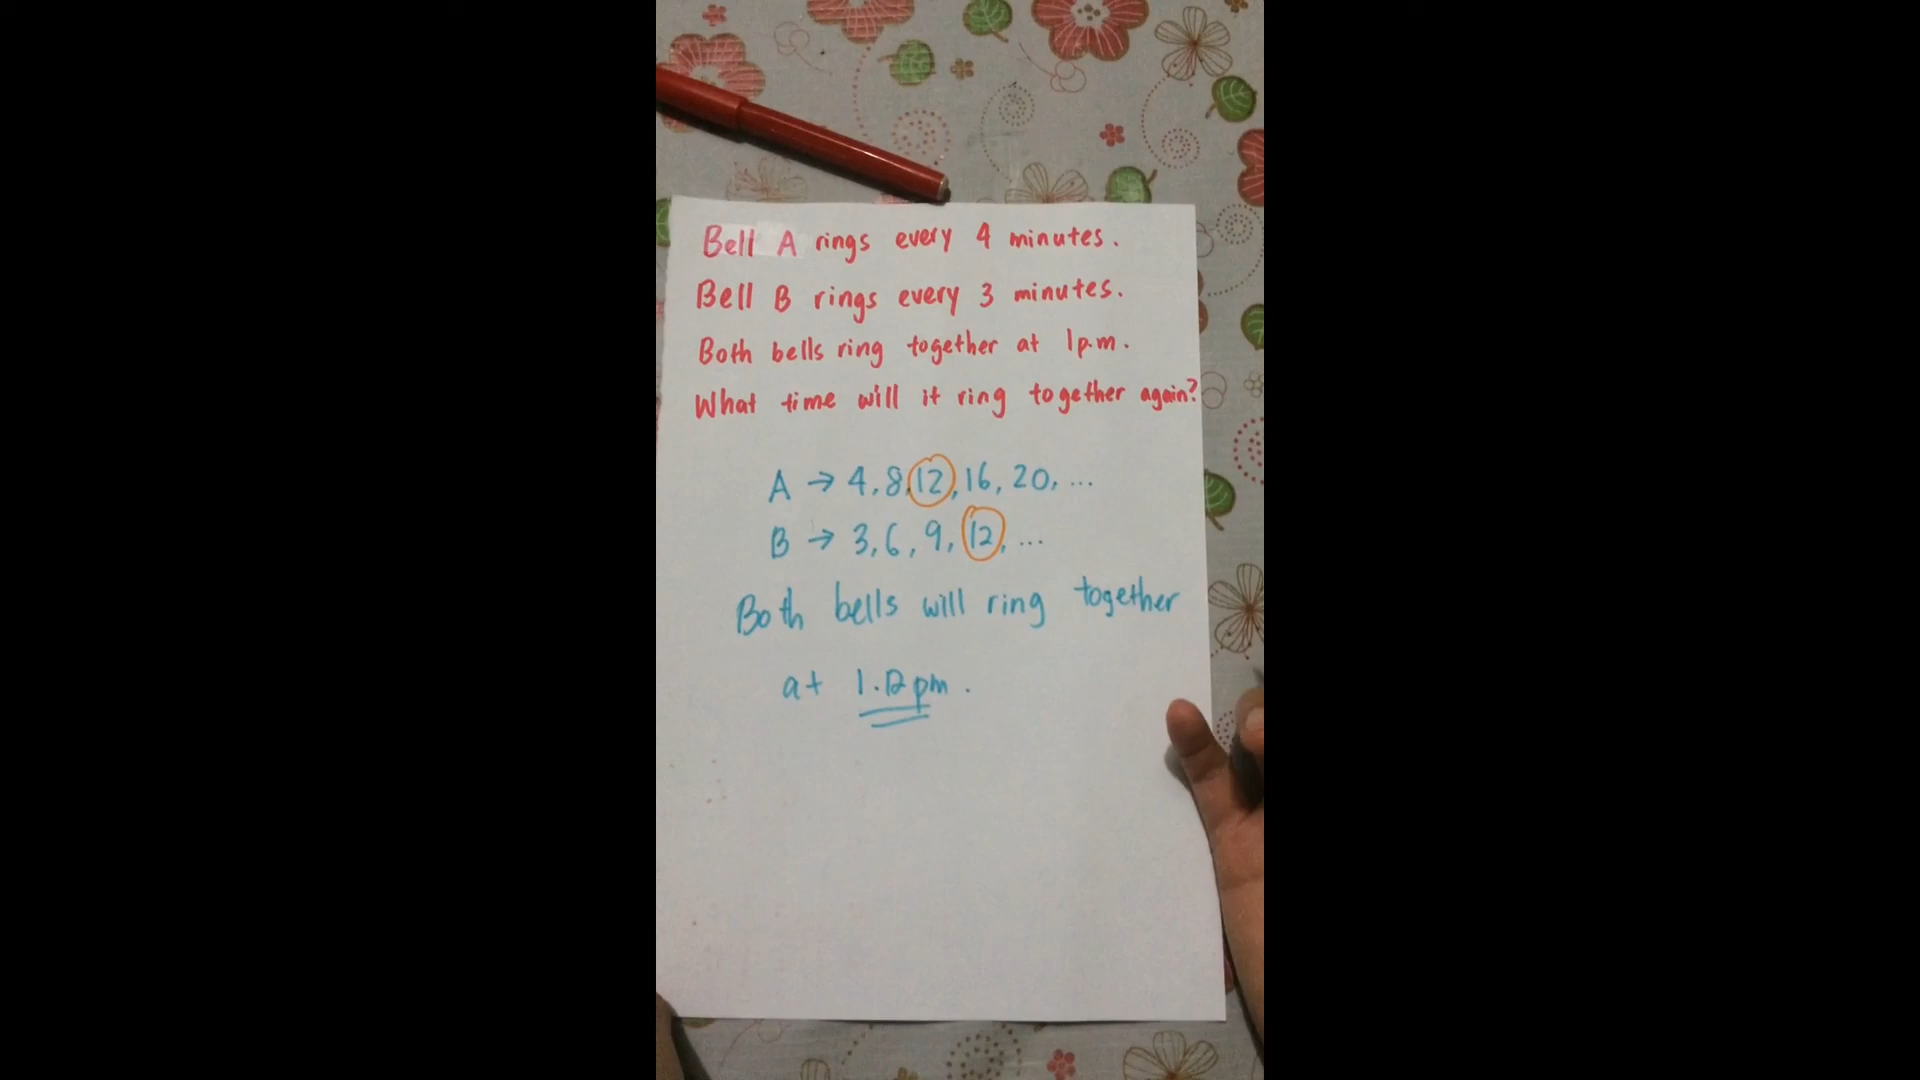 Bell A rings every 4 minutes.
Bell B rings every 3 minutes.
Both bells ring together at 1p.m.
What time will it ring together again?
A → 4, 8, 12, 16, 20, ...
B → 3, 6, 9, 12, ...
Both bells will ring together
at 1.12pm.